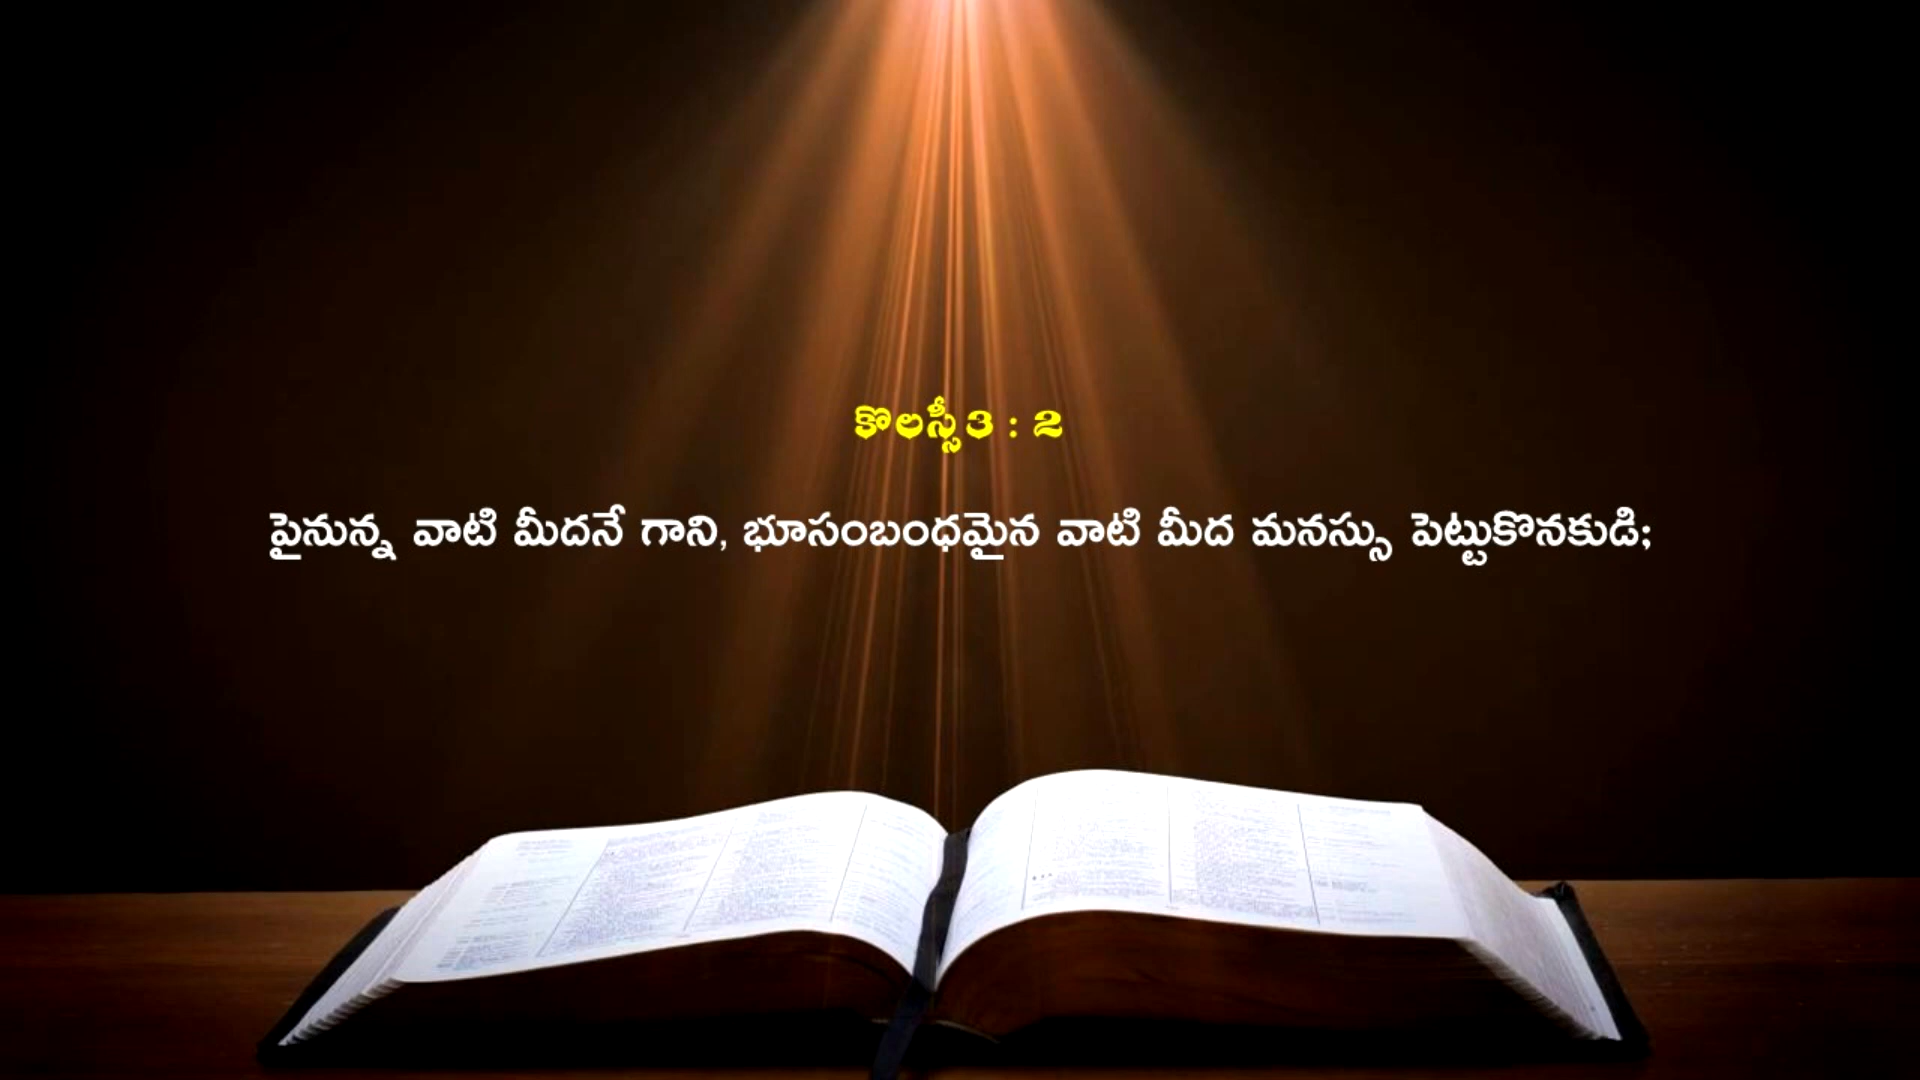 కొలస్సీ3 : 2
పైనున్న వాటి మీదనే గాని, భూసంబంధమైన వాటి మీద మనస్సు పెట్టుకొనకుడి;